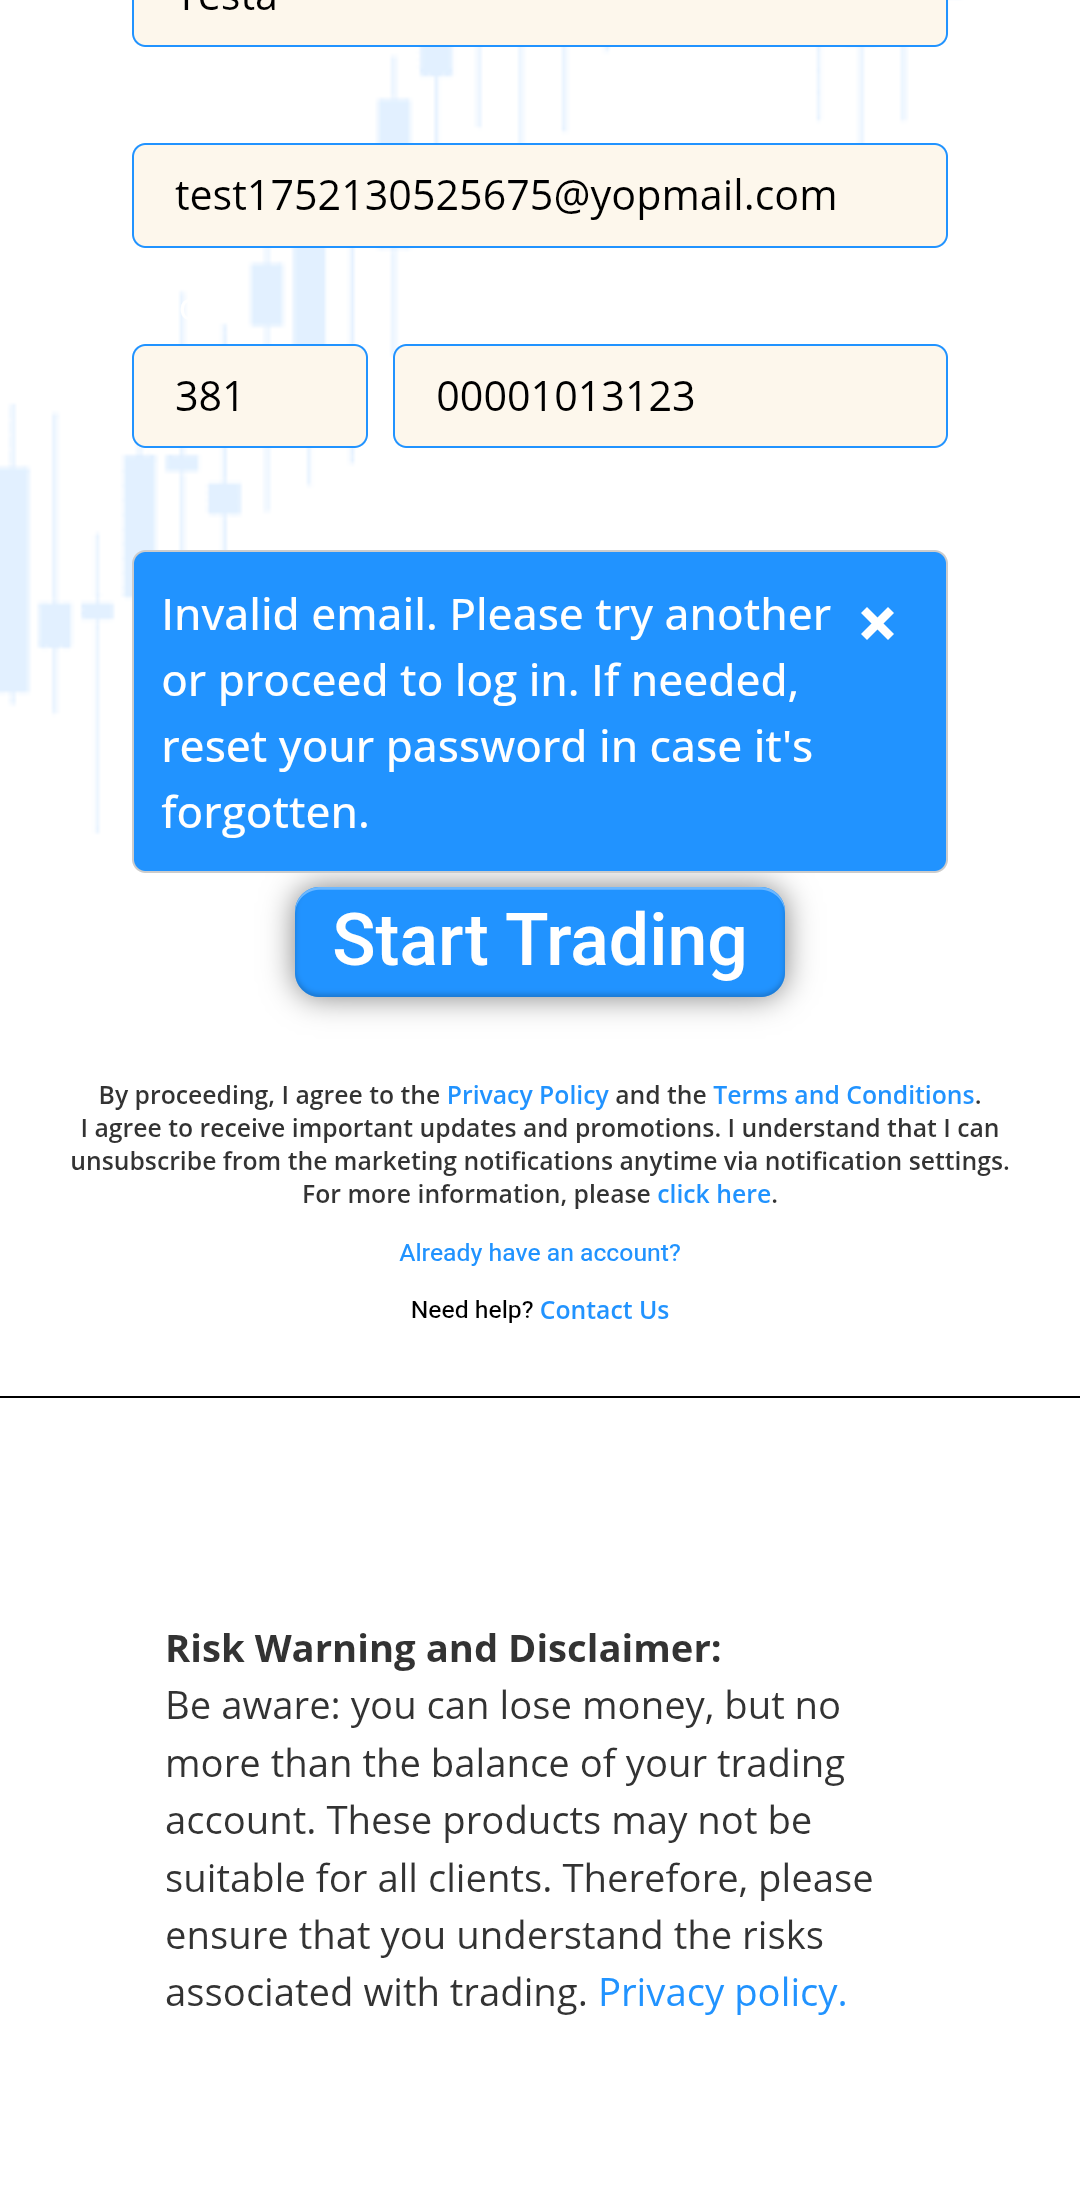 Testa
test1752130525675@yopmail.com
381
00001013123
Invalid email. Please try another
or proceed to log in. If needed,
reset your password in case it's
forgotten.
Start Trading
By proceeding, I agree to the Privacy Policy and the Terms and Conditions.
I agree to receive important updates and promotions. I understand that I can
unsubscribe from the marketing notifications anytime via notification settings.
For more information, please click here.
Already have an account?
Need help? Contact Us
Risk Warning and Disclaimer:
Be aware: you can lose money, but no
more than the balance of your trading
account. These products may not be
suitable for all clients. Therefore, please
ensure that you understand the risks
associated with trading. Privacy policy.